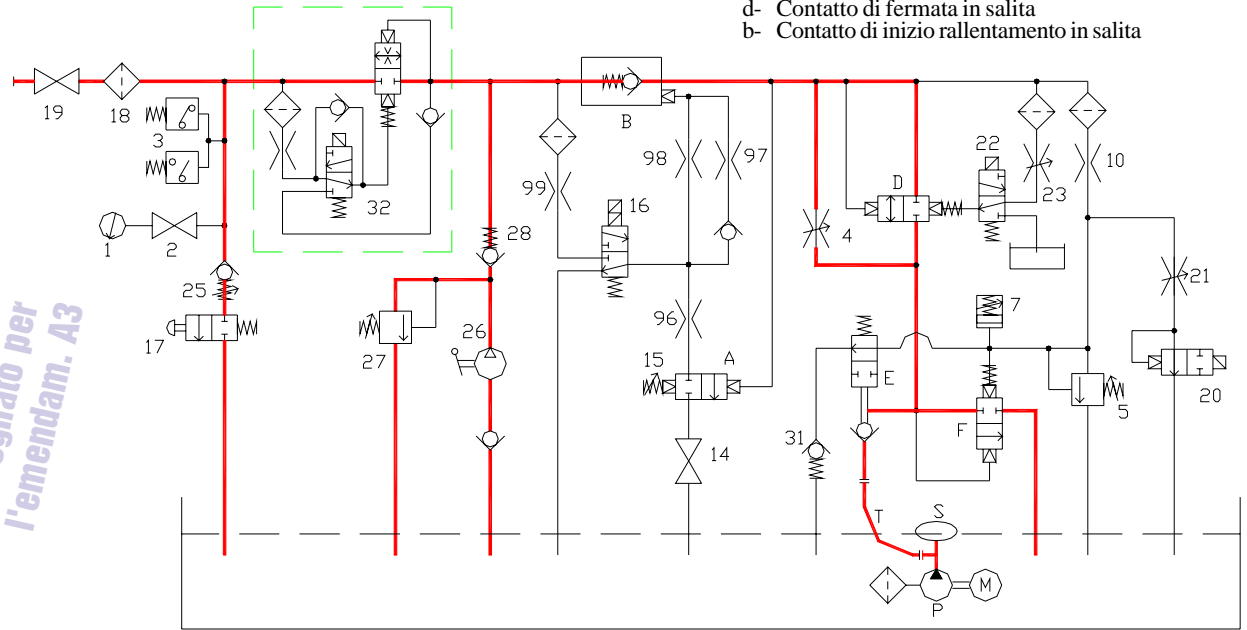 d- Contatto di fermata in salita
b- Contatto di inizio rallentamento in salita
19
18
3
1
2
25
17
32
28
27
26
99
16
B
98
97
96
15
A
14
4
D
22
23
10
21
7
E
F
5
20
31
T
S
P
M
per
l'emendam. A3